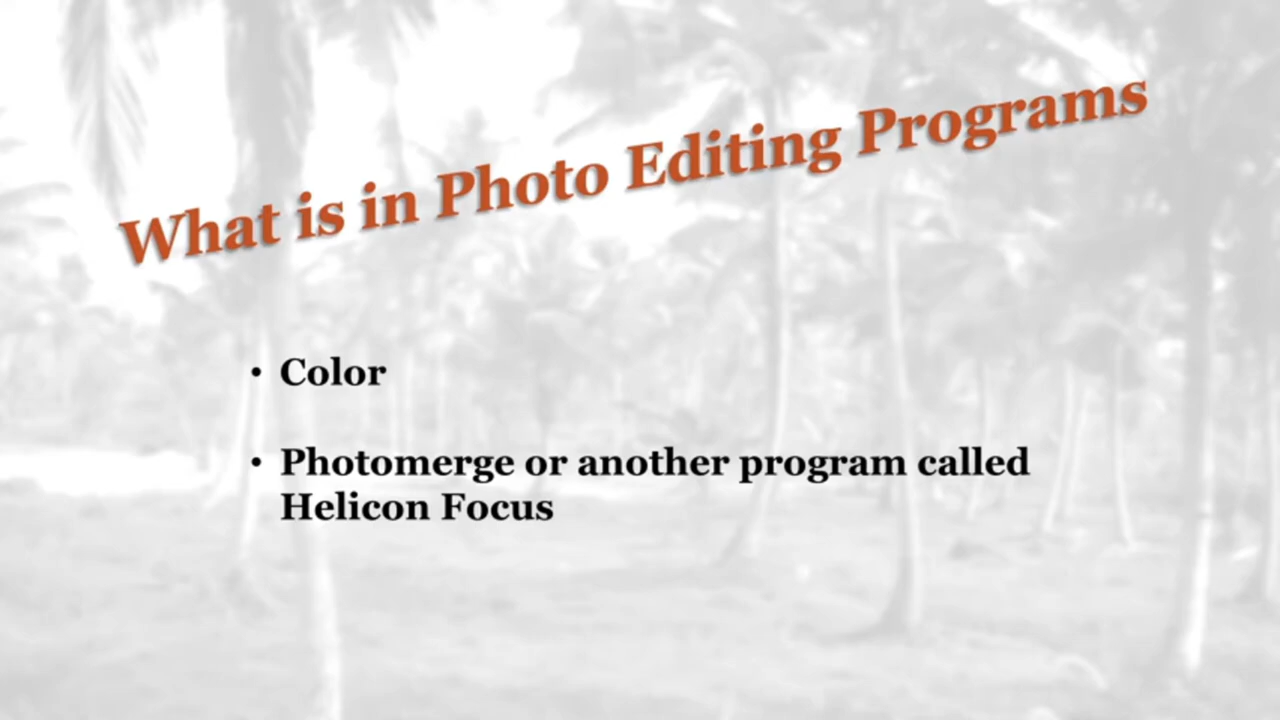 What is in Photo Editing Programs
• Color
• Photomerge or another program called
Helicon Focus